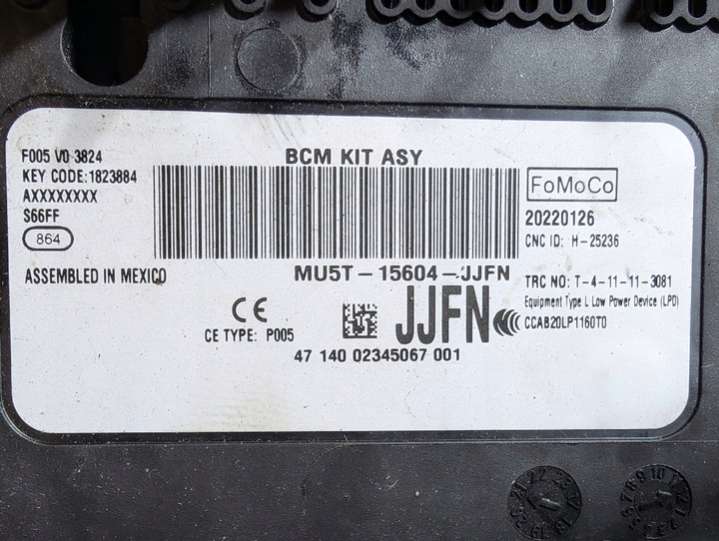 F005 V0 3824
BCM KIT ASY
KEY CODE:1823884
AXXXXXXXX
S66FF
864
ASSEMBLED IN MEXICO
FoMoCo
20220126
CNC ID: H-25236
MU5T-15604-JJFN
TRC NO: T-4-11-11-3081
Equipment Type L Low Power Device (LPD)
CCAB20LP1160T0
CE
CE TYPE: P005
JJFN
47 140 02345067 001